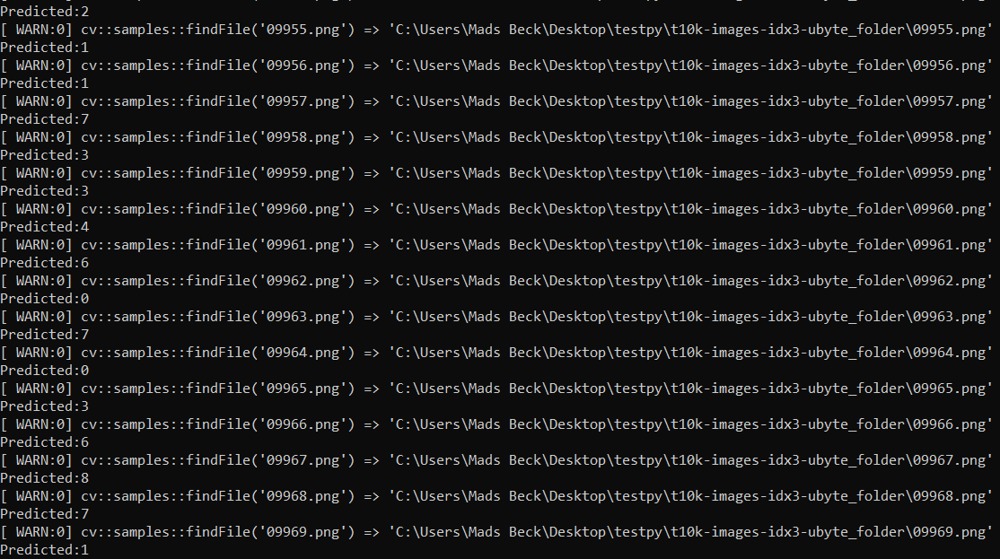 Predicted:2
[ WARN:0] cv::samples::findFile('09955.png') => 'C:\Users\Mads Beck\Desktop\testpy\t10k-images-idx3-ubyte_folder\09955.png'
Predicted:1
[ WARN:0] cv::samples::findFile('09956.png') => 'C:\Users\Mads Beck\Desktop\testpy\t10k-images-idx3-ubyte_folder\09956.png'
Predicted:1
[ WARN:0] cv::samples::findFile('09957.png') => 'C:\Users\Mads Beck\Desktop\testpy\t10k-images-idx3-ubyte_folder\09957.png'
Predicted:7
[ WARN:0] cv::samples::findFile('09958.png') => 'C:\Users\Mads Beck\Desktop\testpy\t10k-images-idx3-ubyte_folder\09958.png'
Predicted:3
[ WARN:0] cv::samples::findFile('09959.png') => 'C:\Users\Mads Beck\Desktop\testpy\t10k-images-idx3-ubyte_folder\09959.png'
Predicted:3
[ WARN:0] cv::samples::findFile('09960.png') => 'C:\Users\Mads Beck\Desktop\testpy\t10k-images-idx3-ubyte_folder\09960.png'
Predicted:4
[ WARN:0] cv::samples::findFile('09961.png') => 'C:\Users\Mads Beck\Desktop\testpy\t10k-images-idx3-ubyte_folder\09961.png'
Predicted:6
[ WARN:0] cv::samples::findFile('09962.png') => 'C:\Users\Mads Beck\Desktop\testpy\t10k-images-idx3-ubyte_folder\09962.png'
Predicted:0
[ WARN:0] cv::samples::findFile('09963.png') => 'C:\Users\Mads Beck\Desktop\testpy\t10k-images-idx3-ubyte_folder\09963.png'
Predicted:7
[ WARN:0] cv::samples::findFile('09964.png') => 'C:\Users\Mads Beck\Desktop\testpy\t10k-images-idx3-ubyte_folder\09964.png'
Predicted:0
[ WARN:0] cv::samples::findFile('09965.png') => 'C:\Users\Mads Beck\Desktop\testpy\t10k-images-idx3-ubyte_folder\09965.png'
Predicted:3
[ WARN:0] cv::samples::findFile('09966.png') => 'C:\Users\Mads Beck\Desktop\testpy\t10k-images-idx3-ubyte_folder\09966.png'
Predicted:6
[ WARN:0] cv::samples::findFile('09967.png') => 'C:\Users\Mads Beck\Desktop\testpy\t10k-images-idx3-ubyte_folder\09967.png'
Predicted:8
[ WARN:0] cv::samples::findFile('09968.png') => 'C:\Users\Mads Beck\Desktop\testpy\t10k-images-idx3-ubyte_folder\09968.png'
Predicted:7
[ WARN:0] cv::samples::findFile('09969.png') => 'C:\Users\Mads Beck\Desktop\testpy\t10k-images-idx3-ubyte_folder\09969.png'
Predicted:1